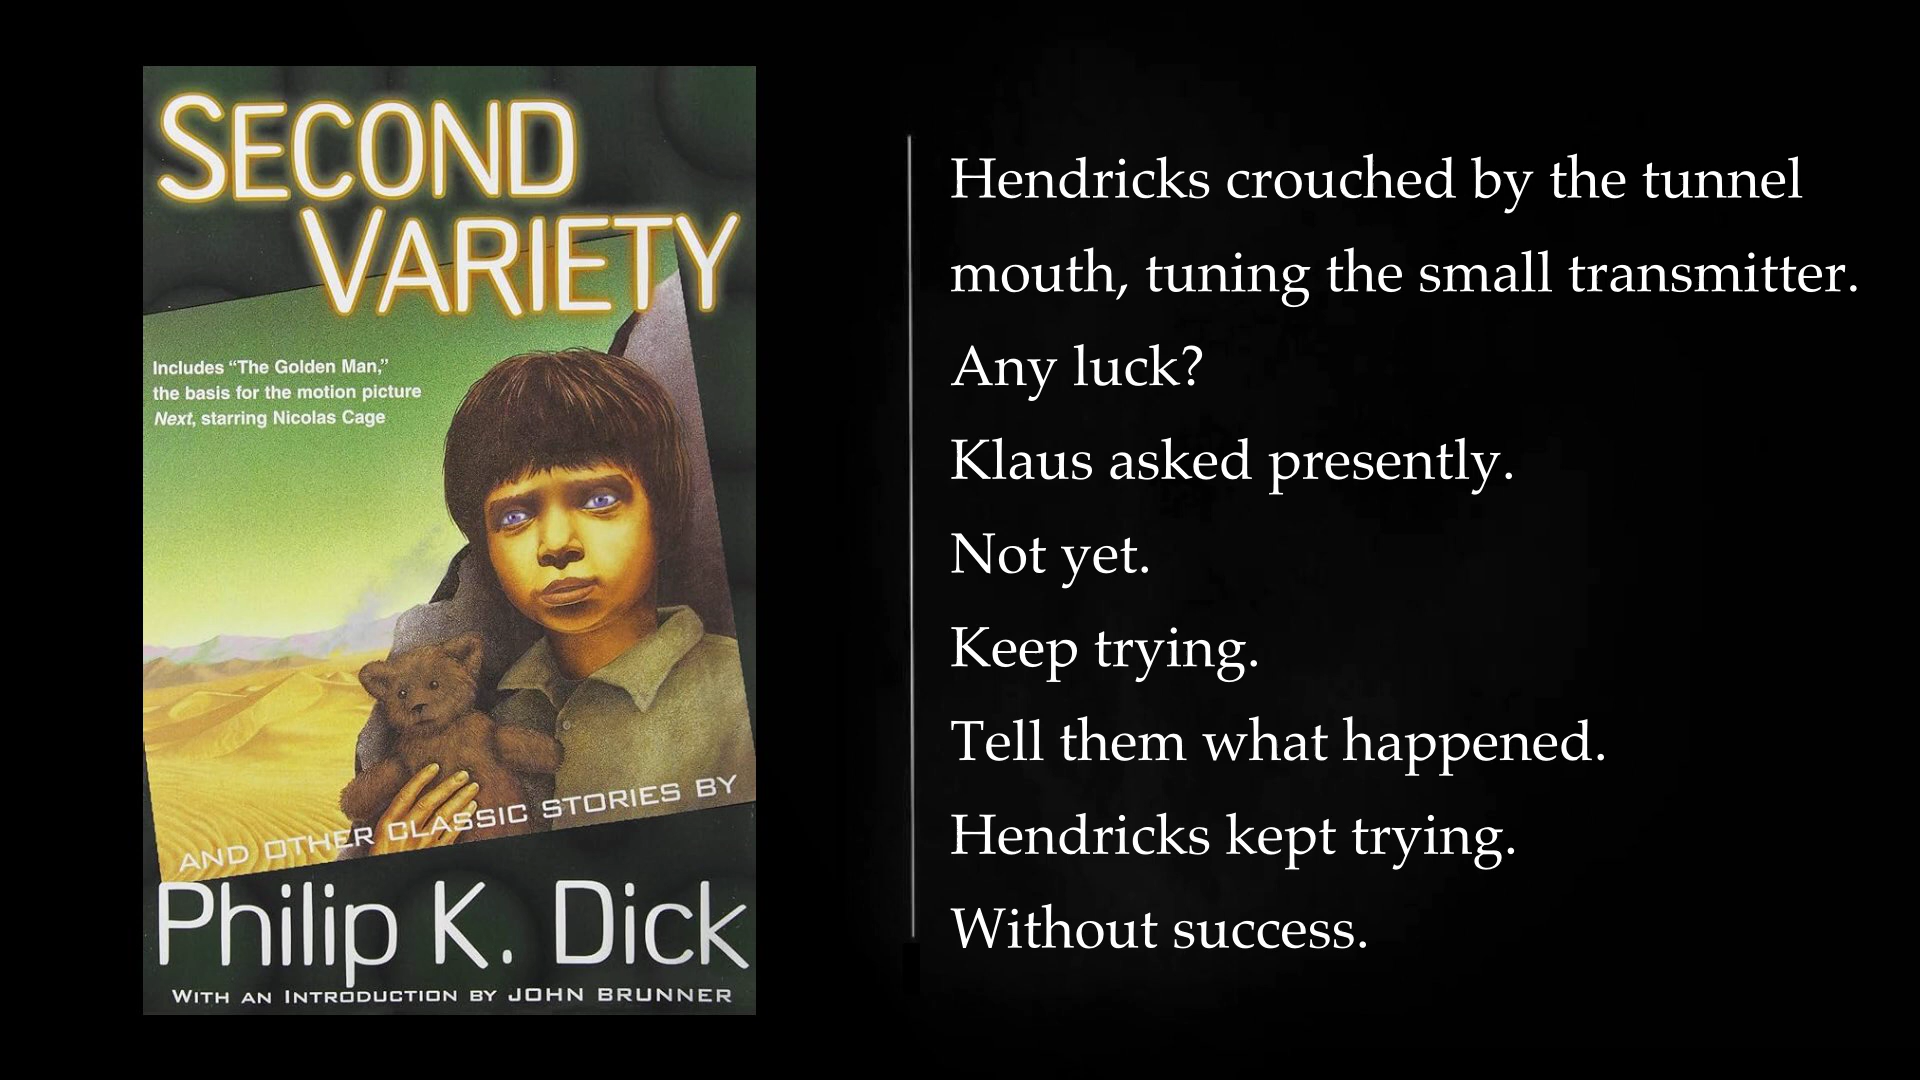 SECOND
VARIETY
Includes “The Golden Man,”
the basis for the motion picture
Next, starring Nicolas Cage
AND OTHER CLASSIC STORIES BY
Philip K. Dick
WITH AN INTRODUCTION BY JOHN BRUNNER
Hendricks crouched by the tunnel
mouth, tuning the small transmitter.
Any luck?
Klaus asked presently.
Not yet.
Keep trying.
Tell them what happened.
Hendricks kept trying.
Without success.